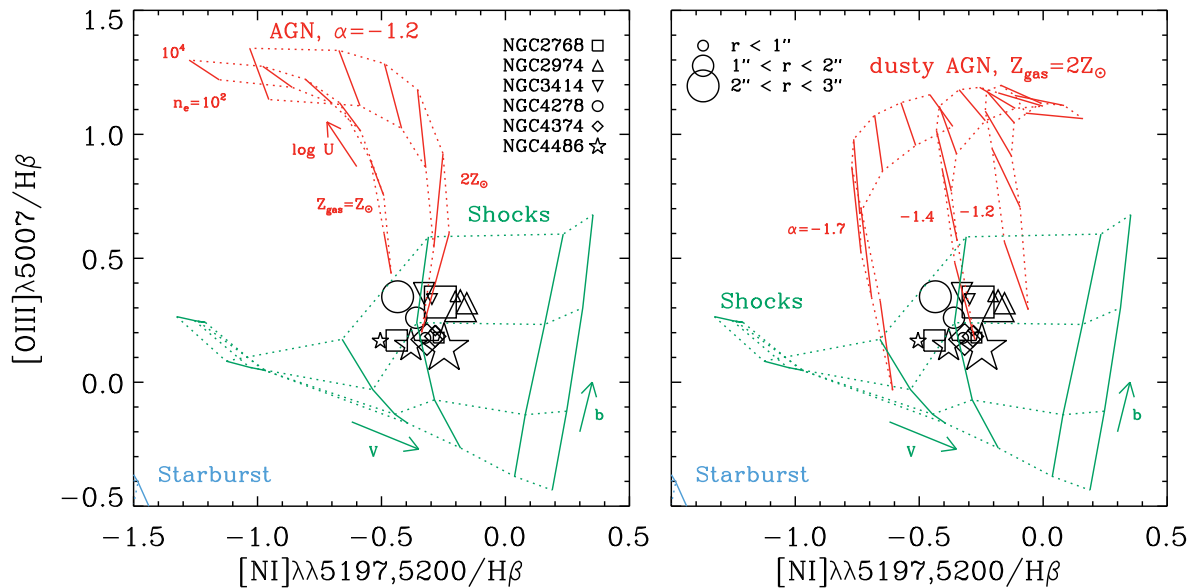 [OIII]λ5007/Hβ
1.5
1.0
0.5
0.0
−0.5
AGN, α=−1.2
10⁴
nₑ=10²
log U
Z_gas=Z⊙
2Z⊙
NGC2768
NGC2974
NGC3414
NGC4278
NGC4374
NGC4486
Shocks
V
b
Starburst
−1.5 −1.0 −0.5 0.0 0.5
[NI]λλ5197,5200/Hβ
r < 1″
1″ < r < 2″
2″ < r < 3″
dusty AGN, Z_gas=2Z⊙
α=−1.7
−1.4
−1.2
Shocks
V
b
Starburst
−1.0 −0.5 0.0 0.5
[NI]λλ5197,5200/Hβ